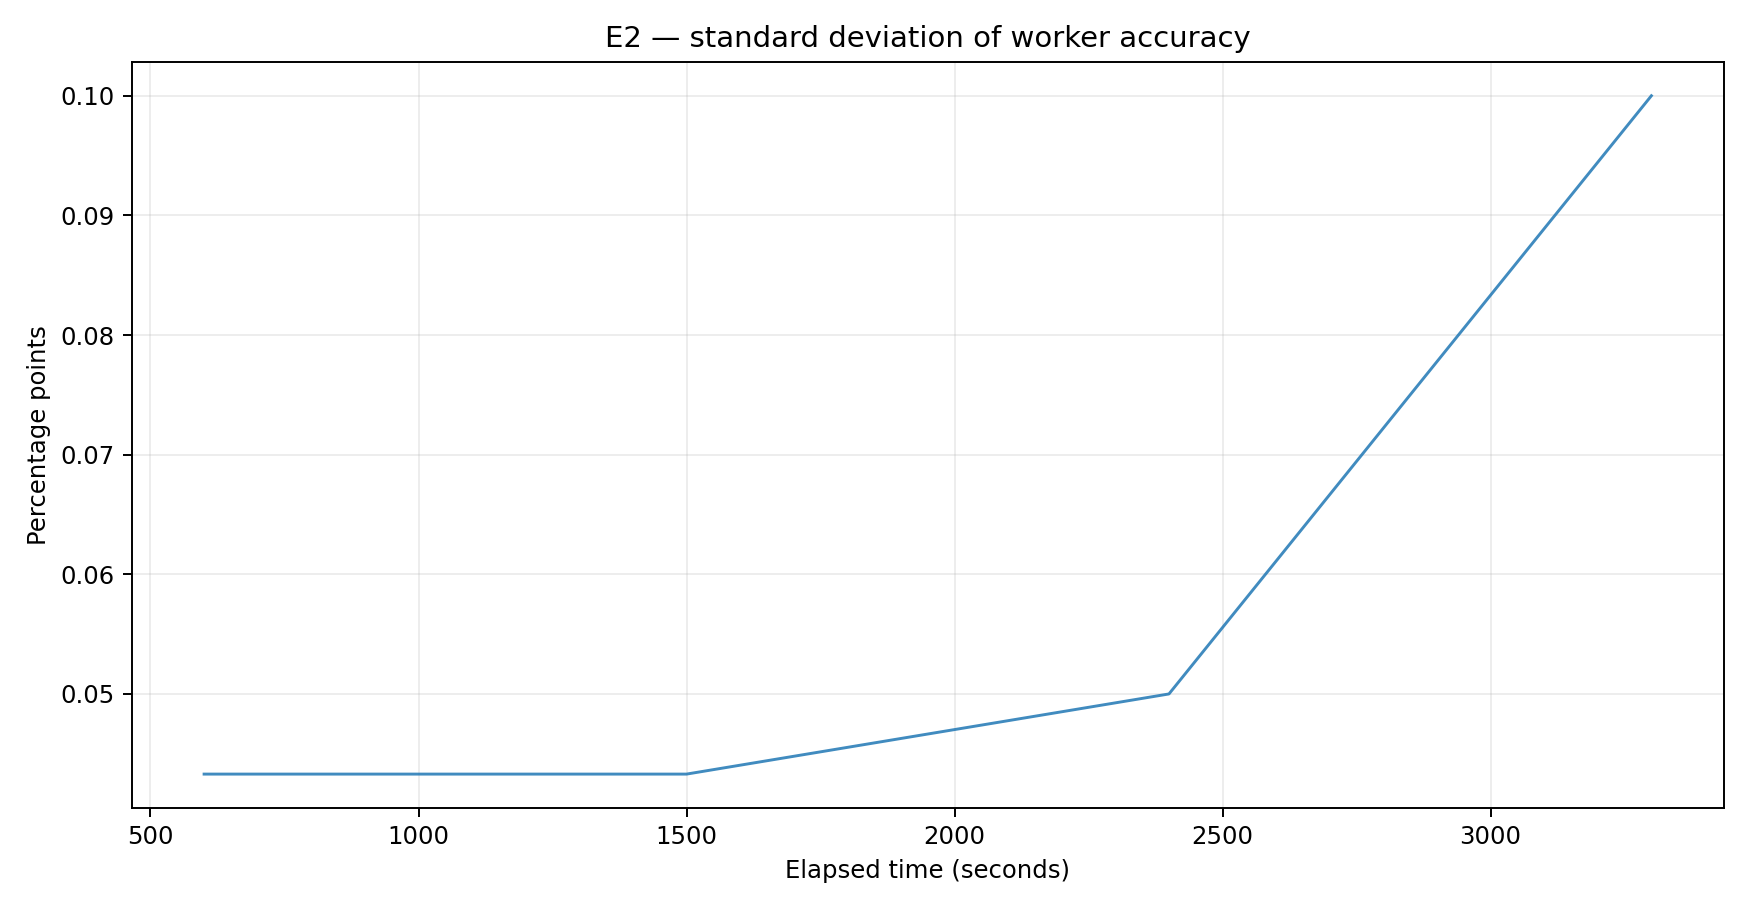 E2 — standard deviation of worker accuracy
Percentage points
0.10
0.09
0.08
0.07
0.06
0.05
500 1000 1500 2000 2500 3000
Elapsed time (seconds)